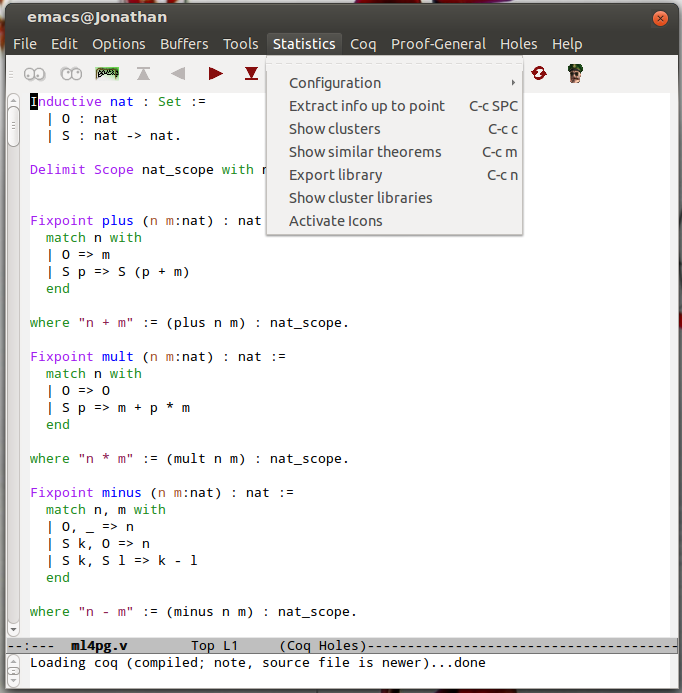 emacs@Jonathan
File Edit Options Buffers Tools Statistics Coq Proof-General Holes Help
Configuration
Extract info up to point C-c SPC
Show clusters C-c c
Show similar theorems C-c m
Export library C-c n
Show cluster libraries
Activate Icons
Inductive nat : Set :=
  | O : nat
  | S : nat -> nat.
Delimit Scope nat_scope with
Fixpoint plus (n m:nat) : nat
  match n with
  | O => m
  | S p => S (p + m)
  end
where "n + m" := (plus n m) : nat_scope.
Fixpoint mult (n m:nat) : nat :=
  match n with
  | O => O
  | S p => m + p * m
  end
where "n * m" := (mult n m) : nat_scope.
Fixpoint minus (n m:nat) : nat :=
  match n, m with
  | O, _ => n
  | S k, O => n
  | S k, S l => k - l
  end
where "n - m" := (minus n m) : nat_scope.
--:--- ml4pg.v Top L1 (Coq Holes)---------------------------------------
Loading coq (compiled; note, source file is newer)...done